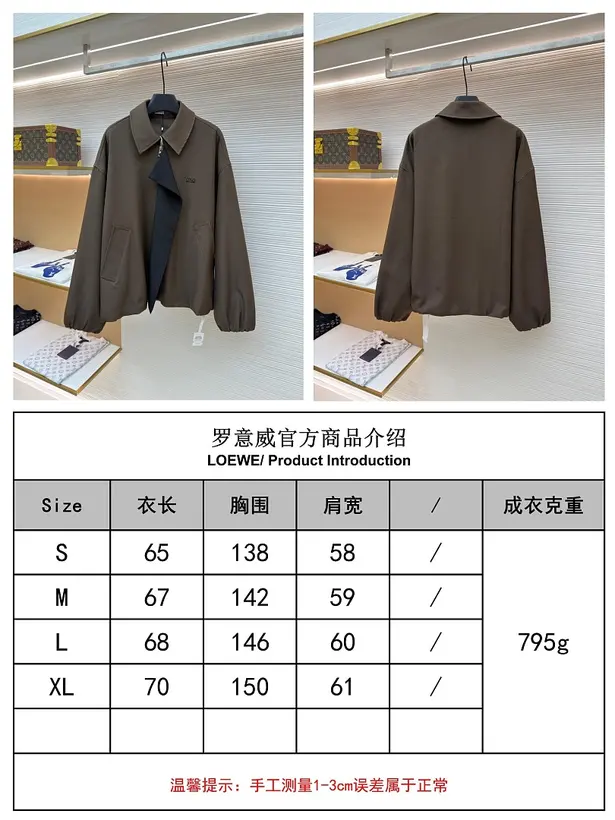 罗意威官方商品介绍
LOEWE/ Product Introduction
Size 衣长 胸围 肩宽 / 成衣克重
S 65 138 58 /
M 67 142 59 /
L 68 146 60 /
XL 70 150 61 /
795g
温馨提示：手工测量1-3cm误差属于正常